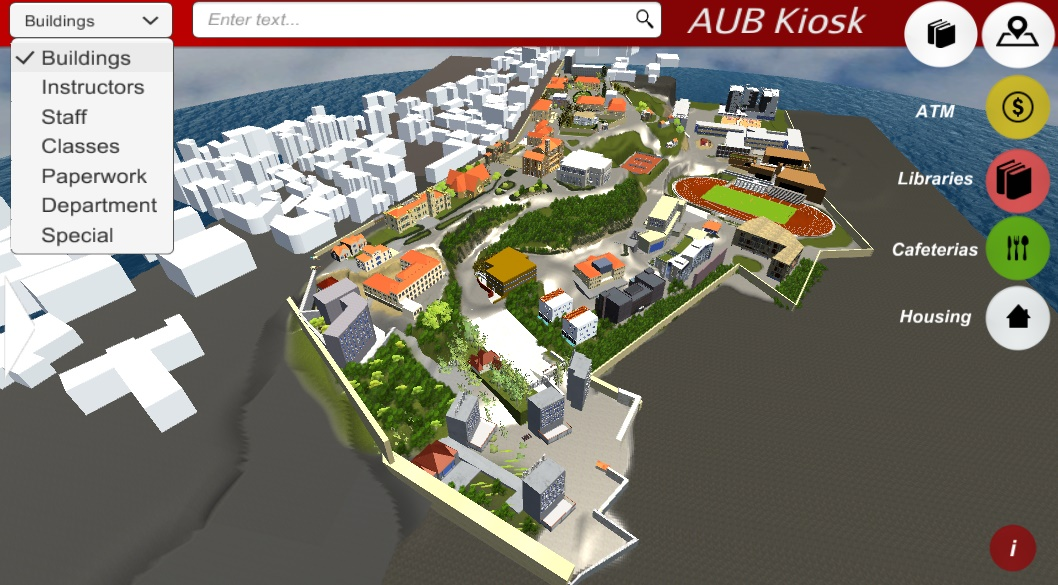 Buildings
Enter text...
AUB Kiosk
Buildings
Instructors
Staff
Classes
Paperwork
Department
Special
ATM
$
Libraries
Cafeterias
Housing
i